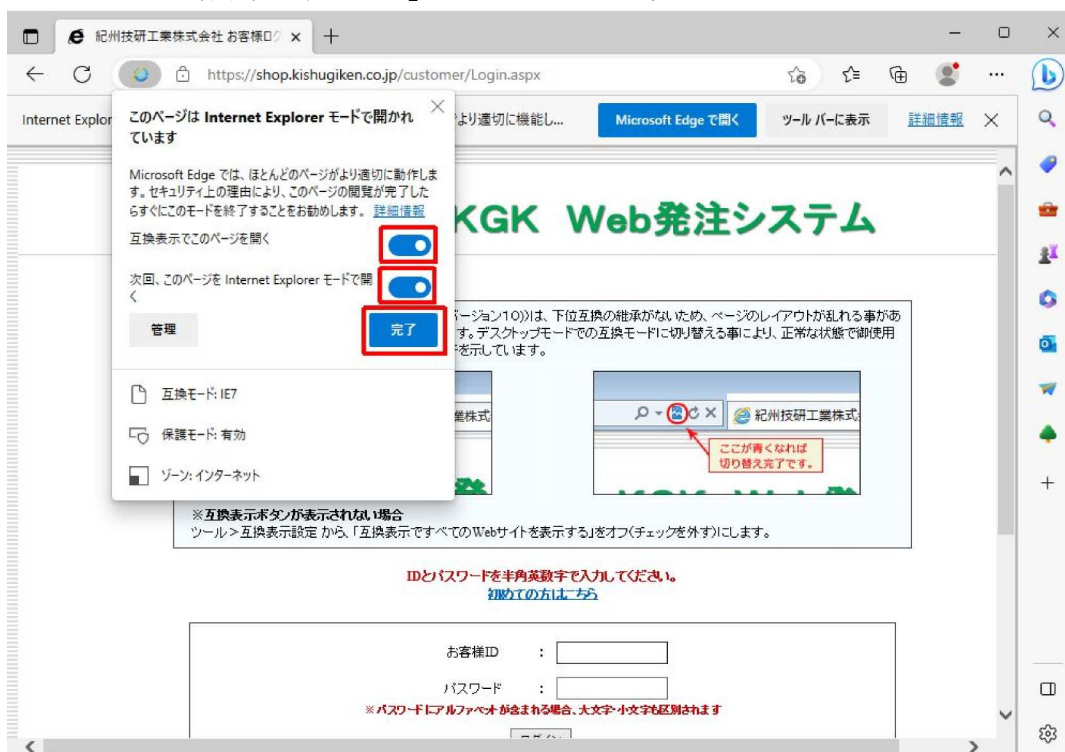 紀州技研工業株式会社 お客様ログ
https://shop.kishugiken.co.jp/customer/Login.aspx
Internet Explor
より適切に機能し...
Microsoft Edge で開く
ツール バーに表示
詳細情報
このページは Internet Explorer モードで開かれ
ています
Microsoft Edge では、ほとんどのページがより適切に動作しま
す。セキュリティ上の理由により、このページの閲覧が完了した
らすぐにこのモードを終了することをお勧めします。 詳細情報
互換表示でこのページを開く
次回、このページを Internet Explorer モードで開
く
管理
完了
互換モード: IE7
保護モード: 有効
ゾーン: インターネット
KGK Web発注システム
バージョン10))は、下位互換の継承がないため、ページのレイアウトが乱れる事があ
す。デスクトップモードでの互換モードに切り替える事により、正常な状態で御使用
を示しています。
業株式
紀州技研工業株式
ここが青くなれば
切り替え完了です。
※互換表示ボタンが表示されない場合
ツール＞互換表示設定 から、「互換表示ですべてのWebサイトを表示する」をオフ(チェックを外す)にします。
IDとパスワードを半角英数字で入力してください。
初めての方はこちら
お客様ID :
パスワード :
※パスワードにアルファベットが含まれる場合、大文字・小文字も区別されます